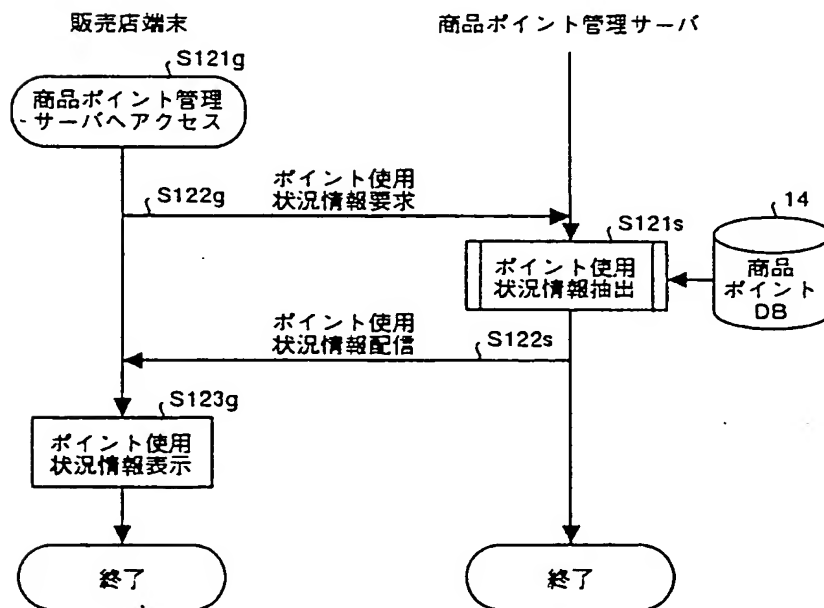 販売店端末
商品ポイント管理サーバ
S121g
商品ポイント管理
サーバへアクセス
S122g
ポイント使用
状況情報要求
S121s
14
ポイント使用
状況情報抽出
商品
ポイント
DB
ポイント使用
状況情報配信
S122s
S123g
ポイント使用
状況情報表示
終了
終了